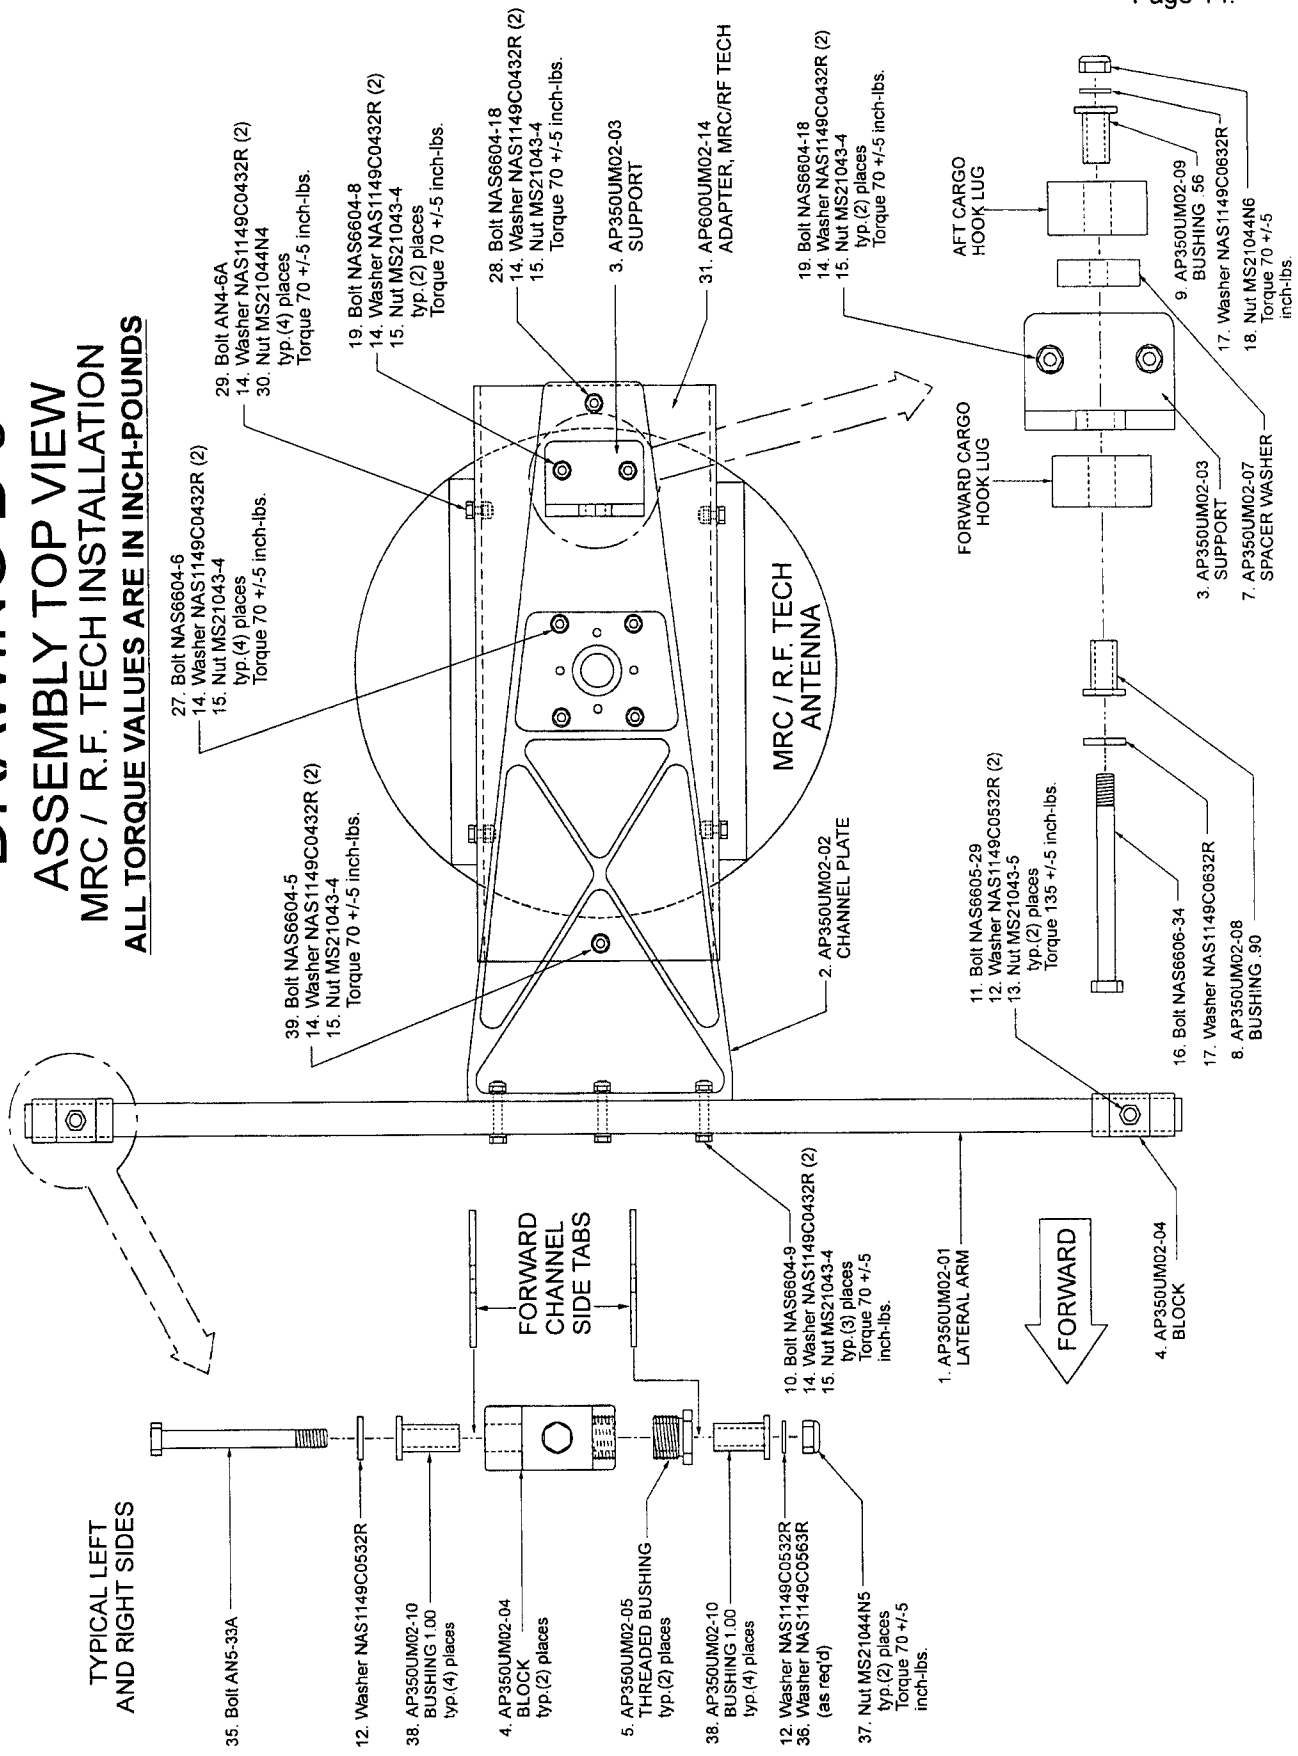 ASSEMBLY TOP VIEW
MRC / R.F. TECH INSTALLATION
ALL TORQUE VALUES ARE IN INCH-POUNDS
TYPICAL LEFT
AND RIGHT SIDES
35. Bolt AN5-33A
12. Washer NAS1149C0532R
38. AP350UM02-10
BUSHING 1.00
typ.(4) places
4. AP350UM02-04
BLOCK
typ.(2) places
5. AP350UM02-05
THREADED BUSHING
typ.(2) places
38. AP350UM02-10
BUSHING 1.00
typ.(4) places
12. Washer NAS1149C0532R
36. Washer NAS1149C0563R
(as req'd)
37. Nut MS21044N5
typ.(2) places
Torque 70 +/-5
inch-lbs.
FORWARD
CHANNEL
SIDE TABS
39. Bolt NAS6604-5
14. Washer NAS1149C0432R (2)
15. Nut MS21043-4
Torque 70 +/-5 inch-lbs.
27. Bolt NAS6604-6
14. Washer NAS1149C0432R (2)
15. Nut MS21043-4
typ.(4) places
Torque 70 +/-5 inch-lbs.
29. Bolt AN4-6A
14. Washer NAS1149C0432R (2)
30. Nut MS21044N4
typ.(4) places
Torque 70 +/-5 inch-lbs.
19. Bolt NAS6604-8
14. Washer NAS1149C0432R (2)
15. Nut MS21043-4
typ.(2) places
Torque 70 +/-5 inch-lbs.
28. Bolt NAS6604-18
14. Washer NAS1149C0432R (2)
15. Nut MS21043-4
Torque 70 +/-5 inch-lbs.
3. AP350UM02-03
SUPPORT
31. AP600UM02-14
ADAPTER, MRC/RF TECH
MRC / R.F. TECH
ANTENNA
2. AP350UM02-02
CHANNEL PLATE
10. Bolt NAS6604-9
14. Washer NAS1149C0432R (2)
15. Nut MS21043-4
typ.(3) places
Torque 70 +/-5
inch-lbs.
1. AP350UM02-01
LATERAL ARM
FORWARD
4. AP350UM02-04
BLOCK
11. Bolt NAS6605-29
12. Washer NAS1149C0532R (2)
13. Nut MS21043-5
typ.(2) places
Torque 135 +/-5 inch-lbs.
16. Bolt NAS6606-34
17. Washer NAS1149C0632R
8. AP350UM02-08
BUSHING .90
FORWARD CARGO
HOOK LUG
3. AP350UM02-03
SUPPORT
7. AP350UM02-07
SPACER WASHER
19. Bolt NAS6604-18
14. Washer NAS1149C0432R (2)
15. Nut MS21043-4
typ.(2) places
Torque 70 +/-5 inch-lbs.
AFT CARGO
HOOK LUG
9. AP350UM02-09
BUSHING .56
17. Washer NAS1149C0632R
18. Nut MS21044N6
Torque 70 +/-5
inch-lbs.